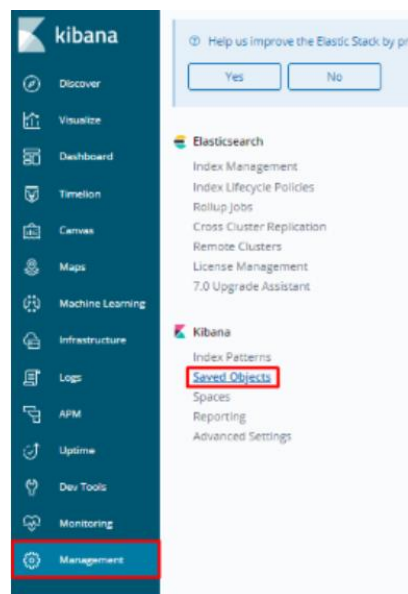 kibana
Discover
Visualize
Dashboard
Timelion
Canvas
Maps
Machine Learning
Infrastructure
Logs
APM
Uptime
Dev Tools
Monitoring
Management
Help us improve the Elastic Stack by pr
Yes No
Elasticsearch
Index Management
Index Lifecycle Policies
Rollup Jobs
Cross Cluster Replication
Remote Clusters
License Management
7.0 Upgrade Assistant
Kibana
Index Patterns
Saved Objects
Spaces
Reporting
Advanced Settings